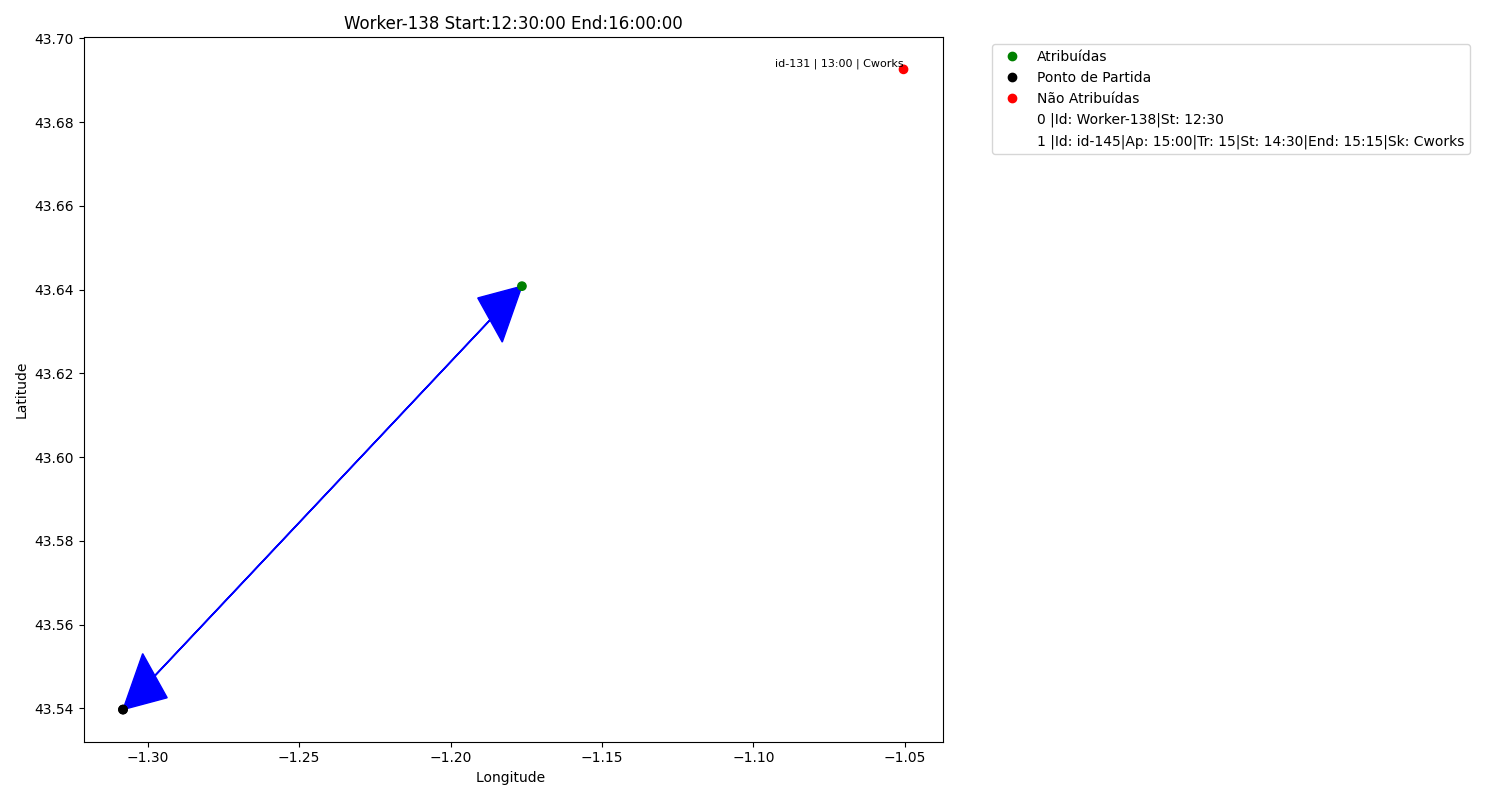 Worker-138 Start:12:30:00 End:16:00:00
43.70
43.68
43.66
43.64
43.62
43.60
43.58
43.56
43.54
Latitude
id-131 | 13:00 | Cworks
−1.30
−1.25
−1.20
−1.15
−1.10
−1.05
Longitude
Atribuídas
Ponto de Partida
Não Atribuídas
0 |Id: Worker-138|St: 12:30
1 |Id: id-145|Ap: 15:00|Tr: 15|St: 14:30|End: 15:15|Sk: Cworks